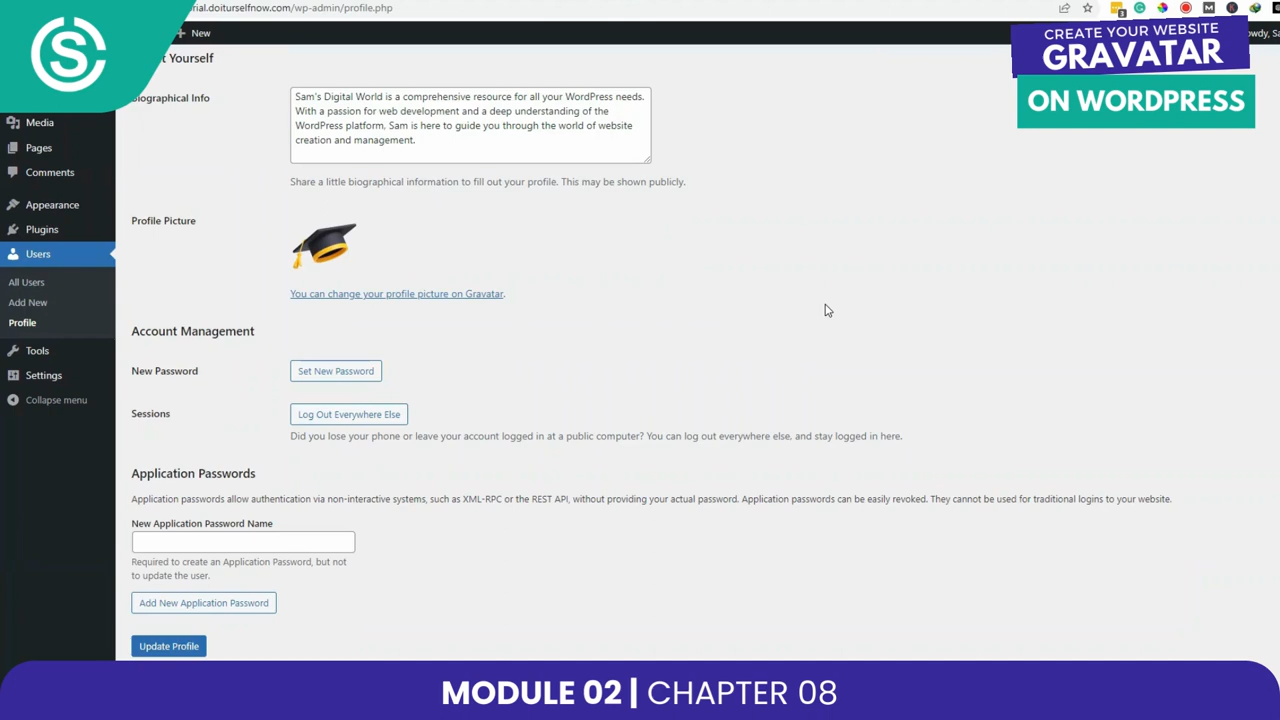 rial.doiturselfnow.com/wp-admin/profile.php
New
CREATE YOUR WEBSITE
GRAVATAR
ON WORDPRESS
Yourself
Biographical Info
Sam's Digital World is a comprehensive resource for all your WordPress needs.
With a passion for web development and a deep understanding of the
WordPress platform, Sam is here to guide you through the world of website
creation and management.
Share a little biographical information to fill out your profile. This may be shown publicly.
Media
Pages
Comments
Appearance
Plugins
Users
All Users
Add New
Profile
Tools
Settings
Collapse menu
Profile Picture
You can change your profile picture on Gravatar.
Account Management
New Password
Set New Password
Sessions
Log Out Everywhere Else
Did you lose your phone or leave your account logged in at a public computer? You can log out everywhere else, and stay logged in here.
Application Passwords
Application passwords allow authentication via non-interactive systems, such as XML-RPC or the REST API, without providing your actual password. Application passwords can be easily revoked. They cannot be used for traditional logins to your website.
New Application Password Name
Required to create an Application Password, but not
to update the user.
Add New Application Password
Update Profile
MODULE 02 | CHAPTER 08